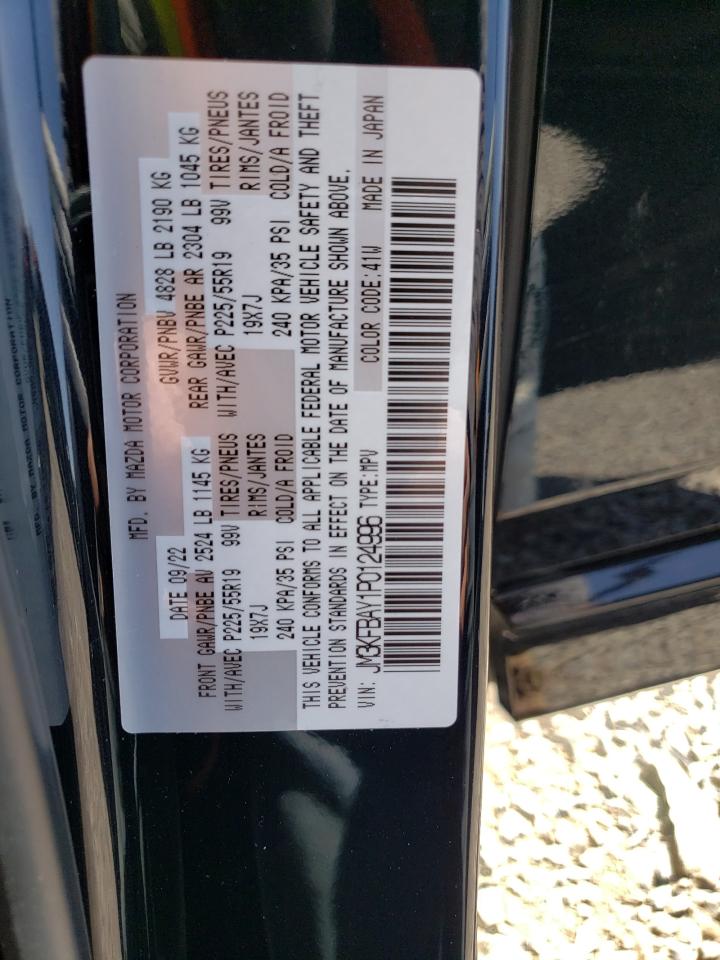 MFD. BY MAZDA MOTOR CORPORATION
DATE 09/22 GVWR/PNBV 4828 LB 2190 KG
FRONT GAWR/PNBE AV 2524 LB 1145 KG REAR GAWR/PNBE AR 2304 LB 1045 KG
WITH/AVEC P225/55R19 99V TIRES/PNEUS WITH/AVEC P225/55R19 99V TIRES/PNEUS
19X7J RIMS/JANTES 19X7J RIMS/JANTES
240 KPA/35 PSI COLD/A FROID 240 KPA/35 PSI COLD/A FROID
THIS VEHICLE CONFORMS TO ALL APPLICABLE FEDERAL MOTOR VEHICLE SAFETY AND THEFT
PREVENTION STANDARDS IN EFFECT ON THE DATE OF MANUFACTURE SHOWN ABOVE.
VIN: JM3KFBAY1P0124996 TYPE:MPV COLOR CODE:41W MADE IN JAPAN